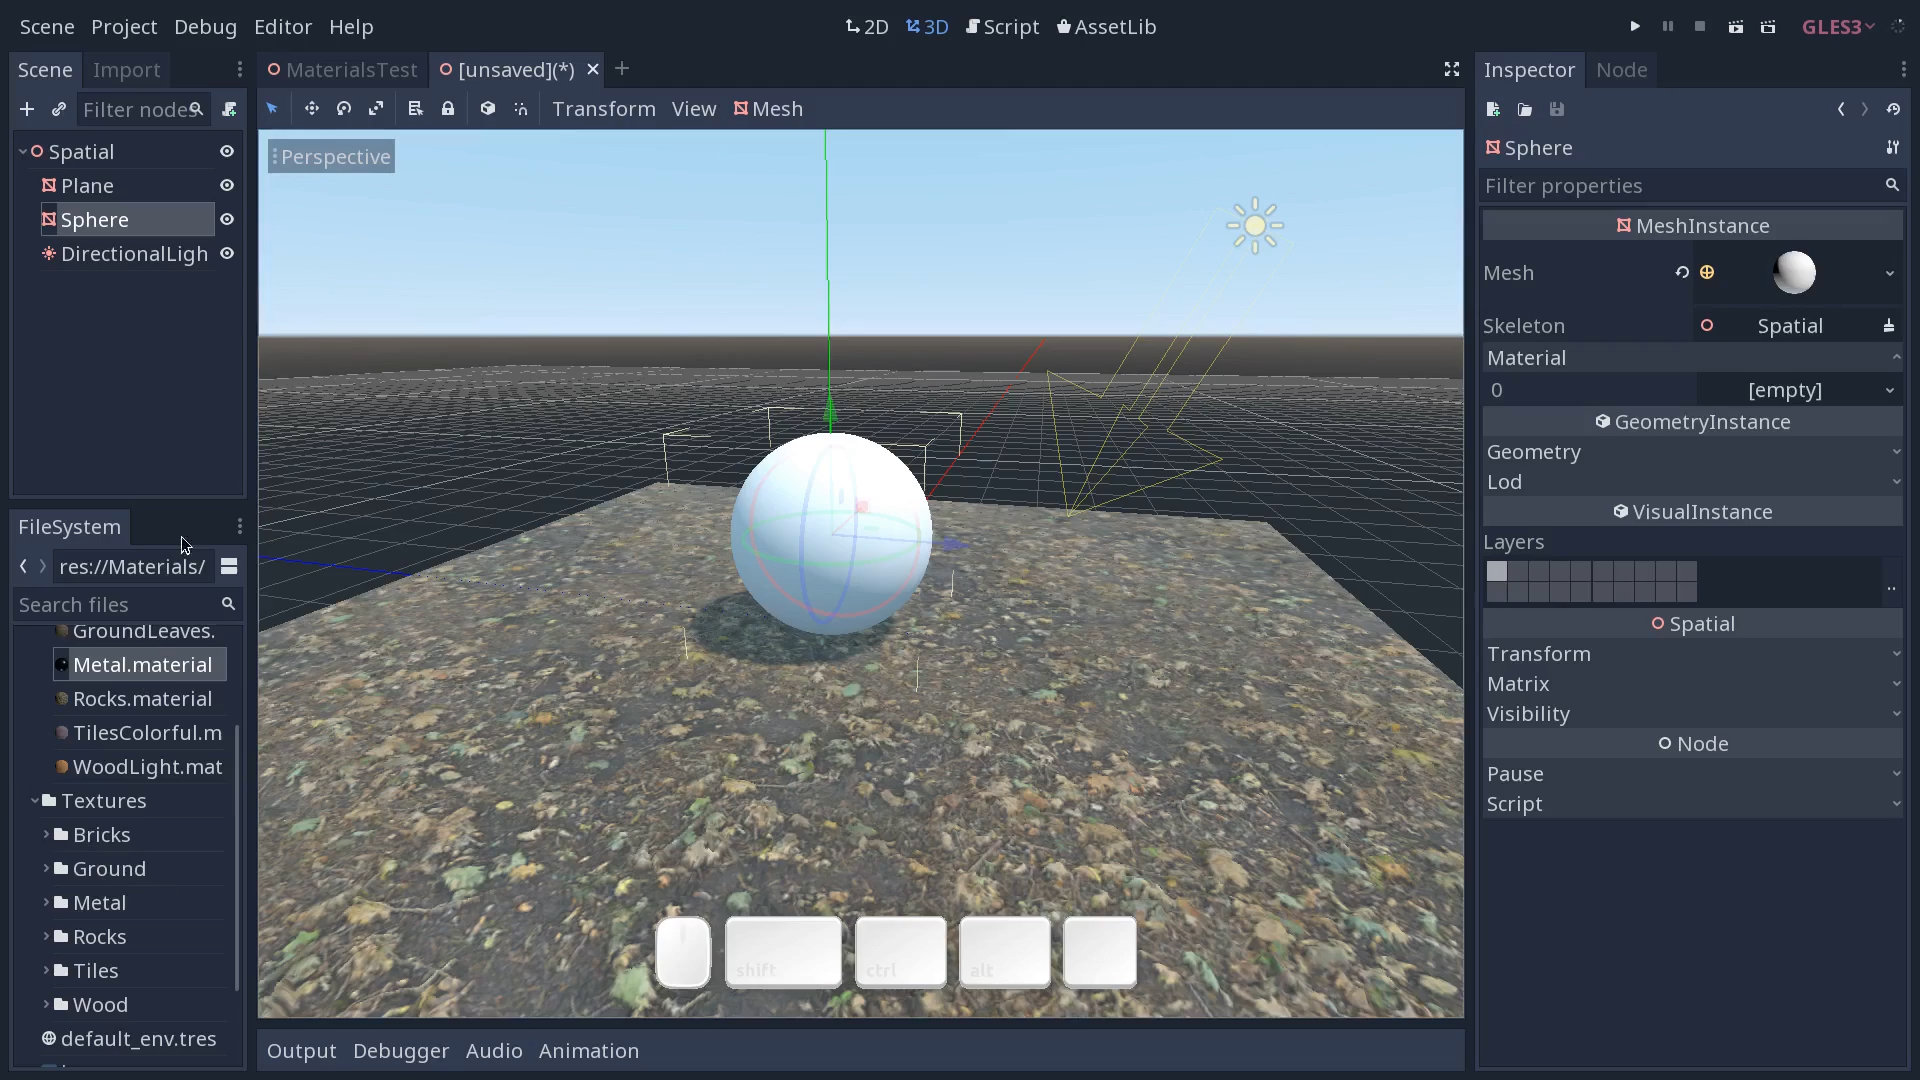 Scene Project Debug Editor Help
2D 3D Script AssetLib
GLES3
Scene Import
MaterialsTest [unsaved](*)
Inspector Node
Filter nodes
Transform View Mesh
Perspective
Spatial
Plane
Sphere
DirectionalLigh
Sphere
Filter properties
MeshInstance
Mesh
Skeleton Spatial
Material
0 [empty]
GeometryInstance
Geometry
Lod
VisualInstance
Layers
..
Spatial
Transform
Matrix
Visibility
Node
Pause
Script
FileSystem
res://Materials/
Search files
GroundLeaves.
Metal.material
Rocks.material
TilesColorful.m
WoodLight.mat
Textures
Bricks
Ground
Metal
Rocks
Tiles
Wood
default_env.tres
shift ctrl alt
Output Debugger Audio Animation